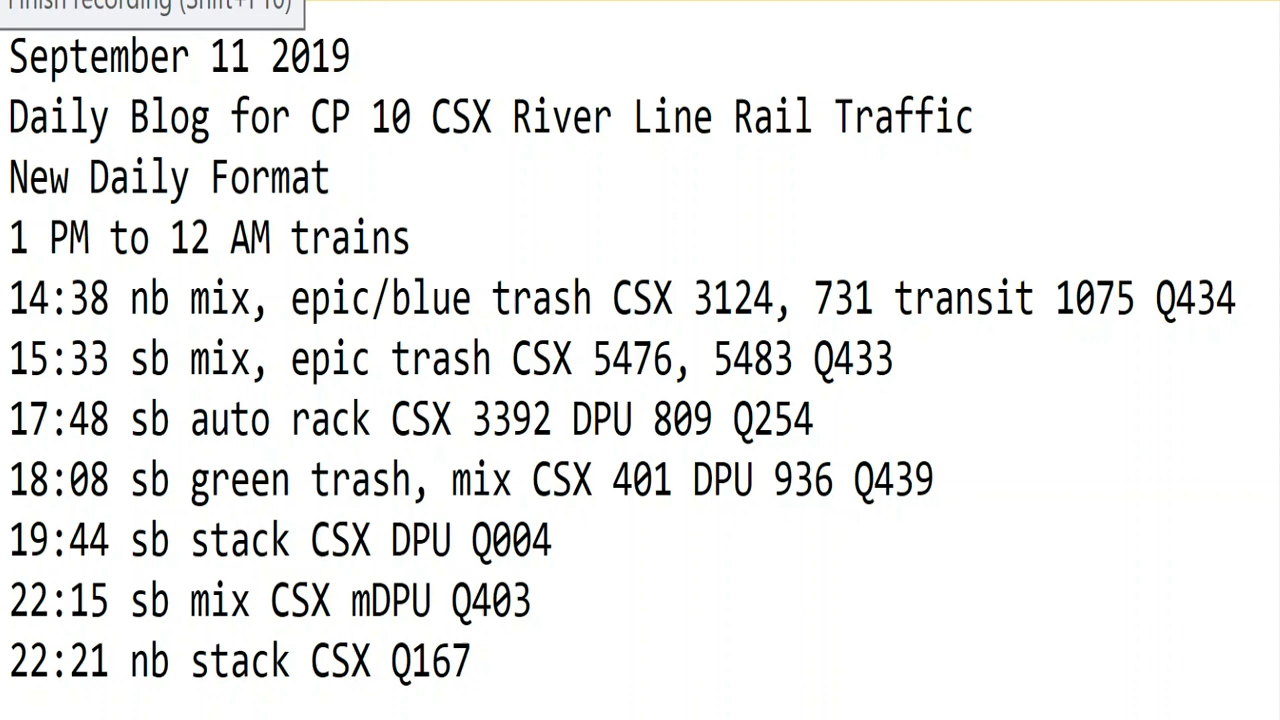 Finish recording (Shift+F10)
September 11 2019
Daily Blog for CP 10 CSX River Line Rail Traffic
New Daily Format
1 PM to 12 AM trains
14:38 nb mix, epic/blue trash CSX 3124, 731 transit 1075 Q434
15:33 sb mix, epic trash CSX 5476, 5483 Q433
17:48 sb auto rack CSX 3392 DPU 809 Q254
18:08 sb green trash, mix CSX 401 DPU 936 Q439
19:44 sb stack CSX DPU Q004
22:15 sb mix CSX mDPU Q403
22:21 nb stack CSX Q167